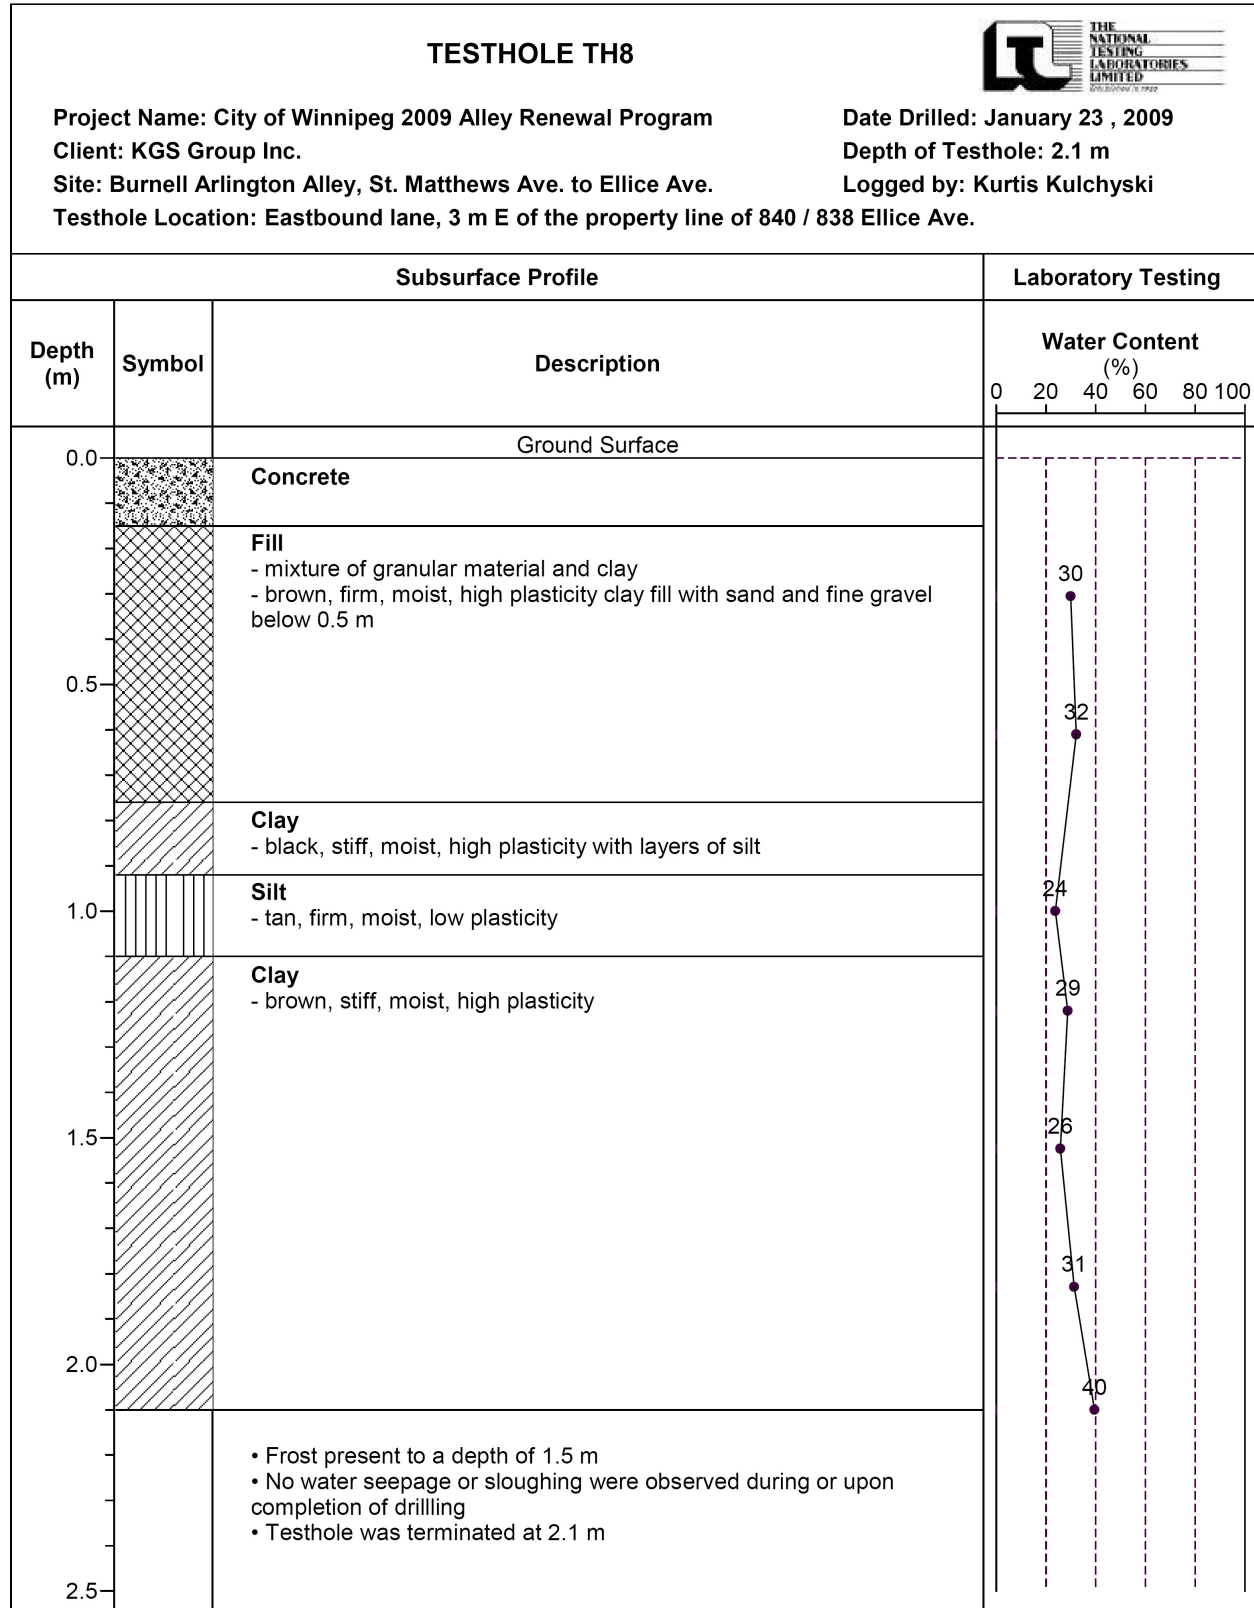 TESTHOLE TH8
THE
NATIONAL
TESTING
LABORATORIES
LIMITED
Established in 1923
Project Name: City of Winnipeg 2009 Alley Renewal Program
Date Drilled: January 23 , 2009
Client: KGS Group Inc.
Depth of Testhole: 2.1 m
Site: Burnell Arlington Alley, St. Matthews Ave. to Ellice Ave.
Logged by: Kurtis Kulchyski
Testhole Location: Eastbound lane, 3 m E of the property line of 840 / 838 Ellice Ave.
Subsurface Profile
Laboratory Testing
Depth
(m)
Symbol
Description
Water Content
(%)
0 20 40 60 80 100
Ground Surface
0.0
Concrete
Fill
- mixture of granular material and clay
- brown, firm, moist, high plasticity clay fill with sand and fine gravel
below 0.5 m
30
0.5
32
Clay
- black, stiff, moist, high plasticity with layers of silt
Silt
- tan, firm, moist, low plasticity
24
1.0
Clay
- brown, stiff, moist, high plasticity
29
1.5
26
31
2.0
40
• Frost present to a depth of 1.5 m
• No water seepage or sloughing were observed during or upon
completion of drillling
• Testhole was terminated at 2.1 m
2.5